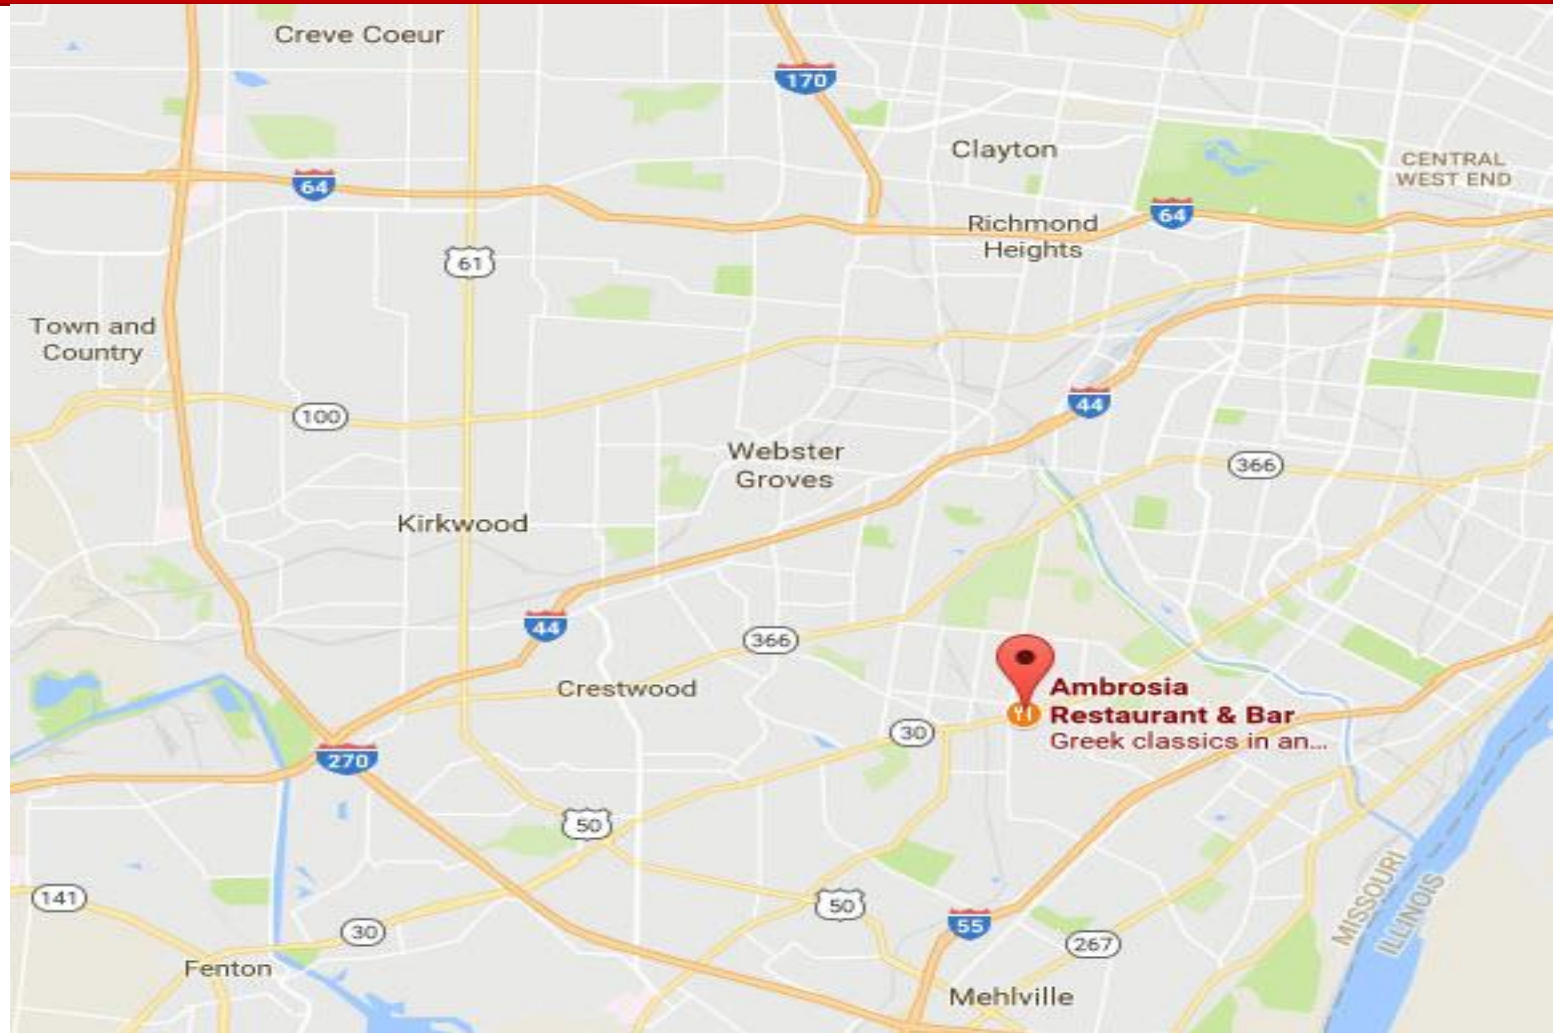 Creve Coeur
170
Clayton
CENTRAL
WEST END
64
64
Richmond
Heights
61
Town and
Country
44
100
Webster
Groves
366
Kirkwood
44
366
Crestwood
Ambrosia
Restaurant & Bar
Greek classics in an...
30
270
50
141
50
55
30
267
MISSOURI
ILLINOIS
Fenton
Mehlville